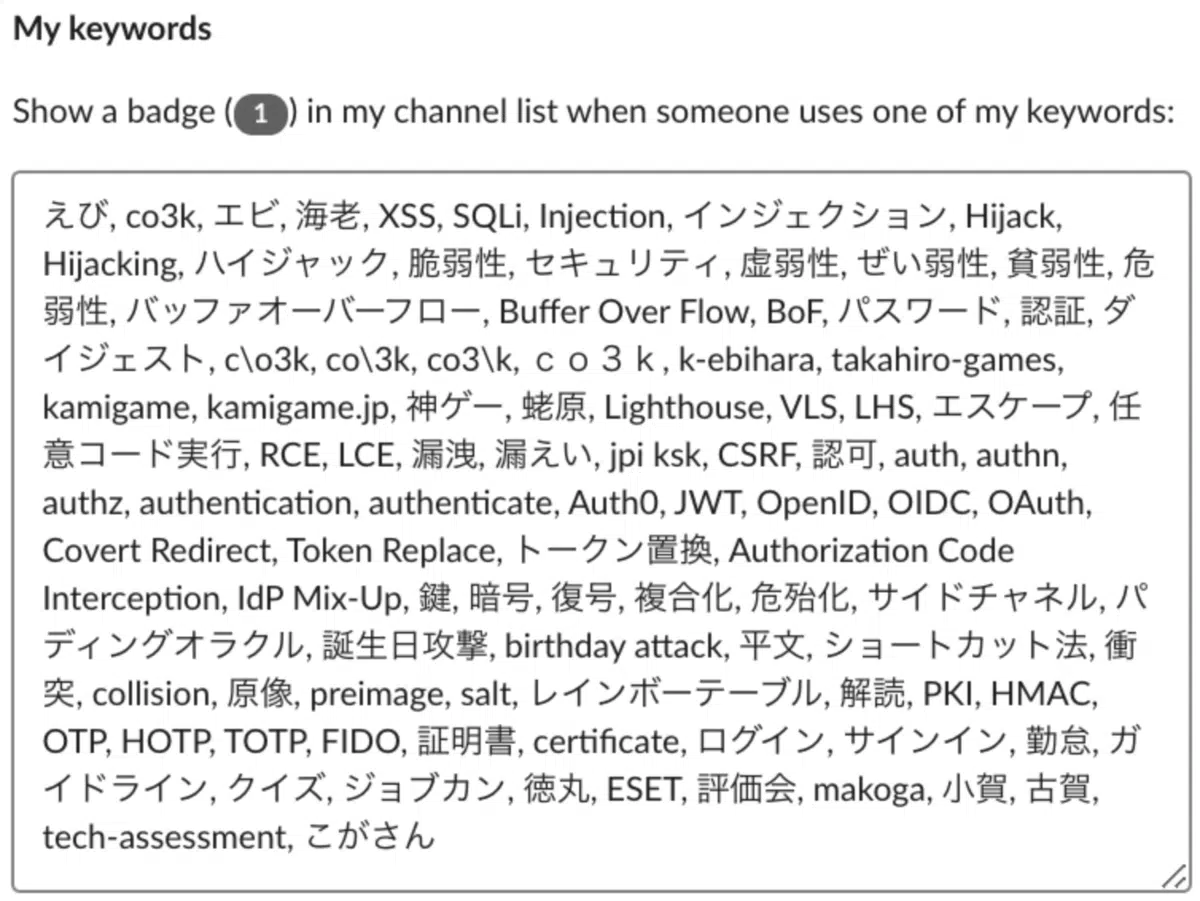 My keywords
Show a badge (1) in my channel list when someone uses one of my keywords:
えび, co3k, エビ, 海老, XSS, SQLi, Injection, インジェクション, Hijack,
Hijacking, ハイジャック, 脆弱性, セキュリティ, 虚弱性, ぜい弱性, 貧弱性, 危
弱性, バッファオーバーフロー, Buffer Over Flow, BoF, パスワード, 認証, ダ
イジェスト, c\o3k, co\3k, co3\k, ｃｏ３ｋ, k-ebihara, takahiro-games,
kamigame, kamigame.jp, 神ゲー, 蛯原, Lighthouse, VLS, LHS, エスケープ, 任
意コード実行, RCE, LCE, 漏洩, 漏えい, jpi ksk, CSRF, 認可, auth, authn,
authz, authentication, authenticate, Auth0, JWT, OpenID, OIDC, OAuth,
Covert Redirect, Token Replace, トークン置換, Authorization Code
Interception, IdP Mix-Up, 鍵, 暗号, 復号, 複合化, 危殆化, サイドチャネル, パ
ディングオラクル, 誕生日攻撃, birthday attack, 平文, ショートカット法, 衝
突, collision, 原像, preimage, salt, レインボーテーブル, 解読, PKI, HMAC,
OTP, HOTP, TOTP, FIDO, 証明書, certificate, ログイン, サインイン, 勤怠, ガ
イドライン, クイズ, ジョブカン, 徳丸, ESET, 評価会, makoga, 小賀, 古賀,
tech-assessment, こがさん